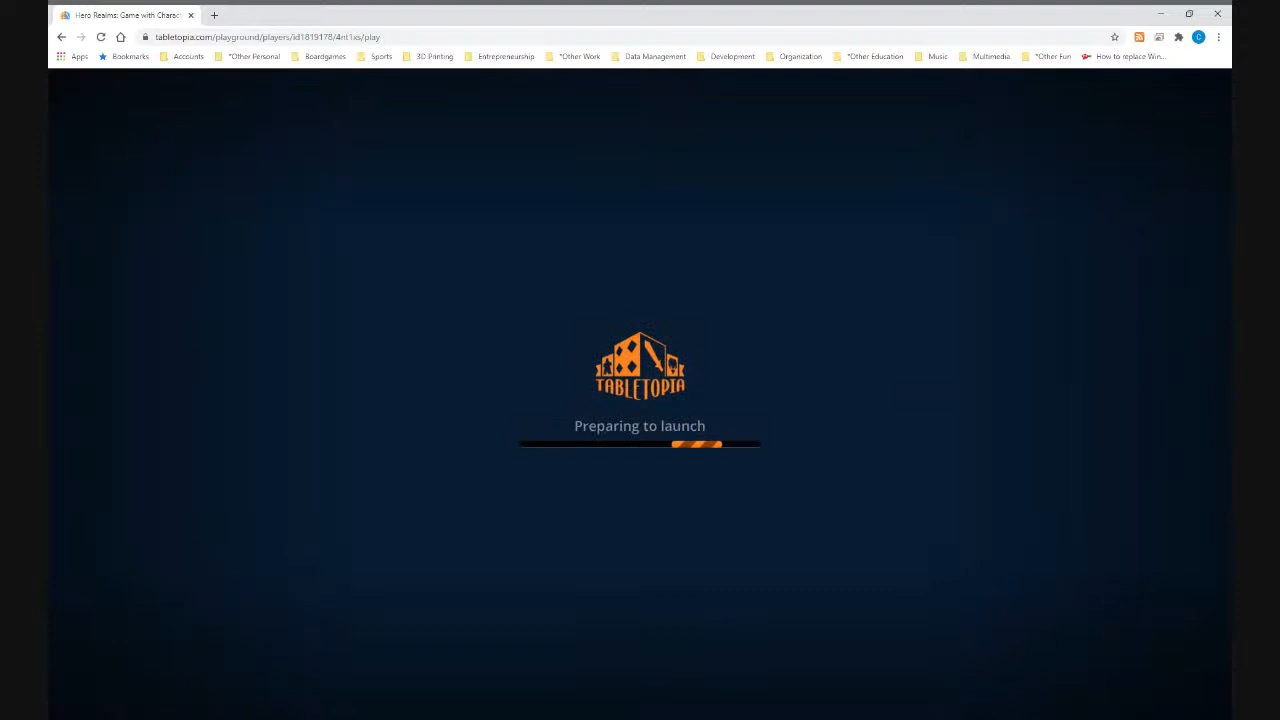 Hero Realms: Game with Charac
tabletopia.com/playground/players/id1819178/4nt1xs/play
Apps Bookmarks Accounts *Other Personal Boardgames Sports 3D Printing Entrepreneurship *Other Work Data Management Development Organization *Other Education Music Multimedia *Other Fun How to replace Win...
C
TABLETOPIA
Preparing to launch